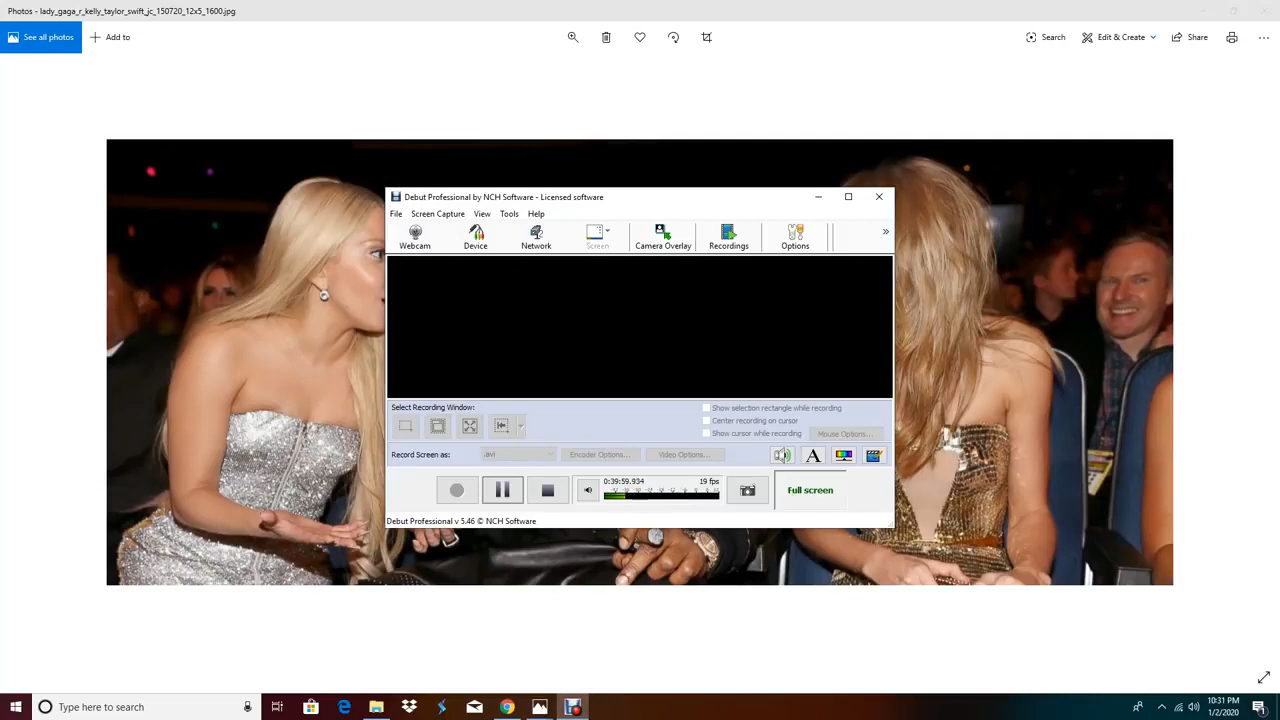 Photos - lady_gaga_r_kelly_taylor_swift_jc_150720_12x5_1600.jpg
See all photos
Add to
Search
Edit & Create
Share
Debut Professional by NCH Software - Licensed software
File Screen Capture View Tools Help
Webcam Device Network Screen Camera Overlay Recordings Options »
Select Recording Window:
Show selection rectangle while recording
Center recording on cursor
Show cursor while recording
Mouse Options...
Record Screen as: .avi Encoder Options... Video Options... A
0:39:59.934 19 fps
Full screen
Debut Professional v 5.46 © NCH Software
Type here to search
10:31 PM
1/2/2020